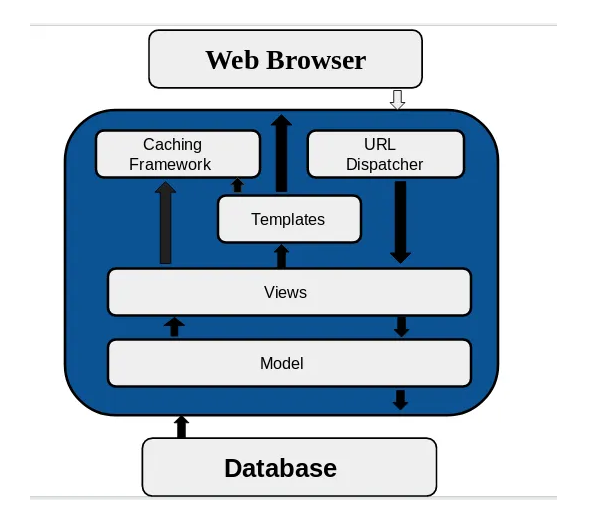 Web Browser
Caching
Framework
URL
Dispatcher
Templates
Views
Model
Database